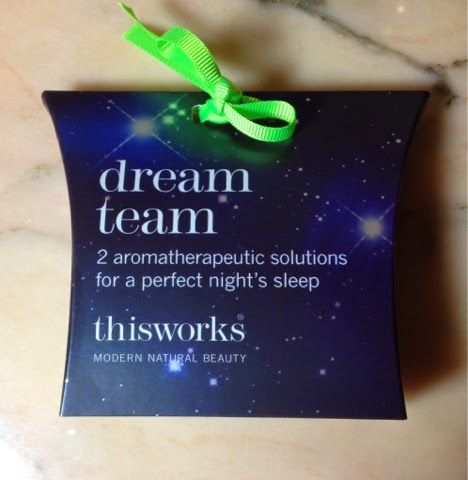 dream
team
2 aromatherapeutic solutions
for a perfect night's sleep
thisworks®
MODERN NATURAL BEAUTY